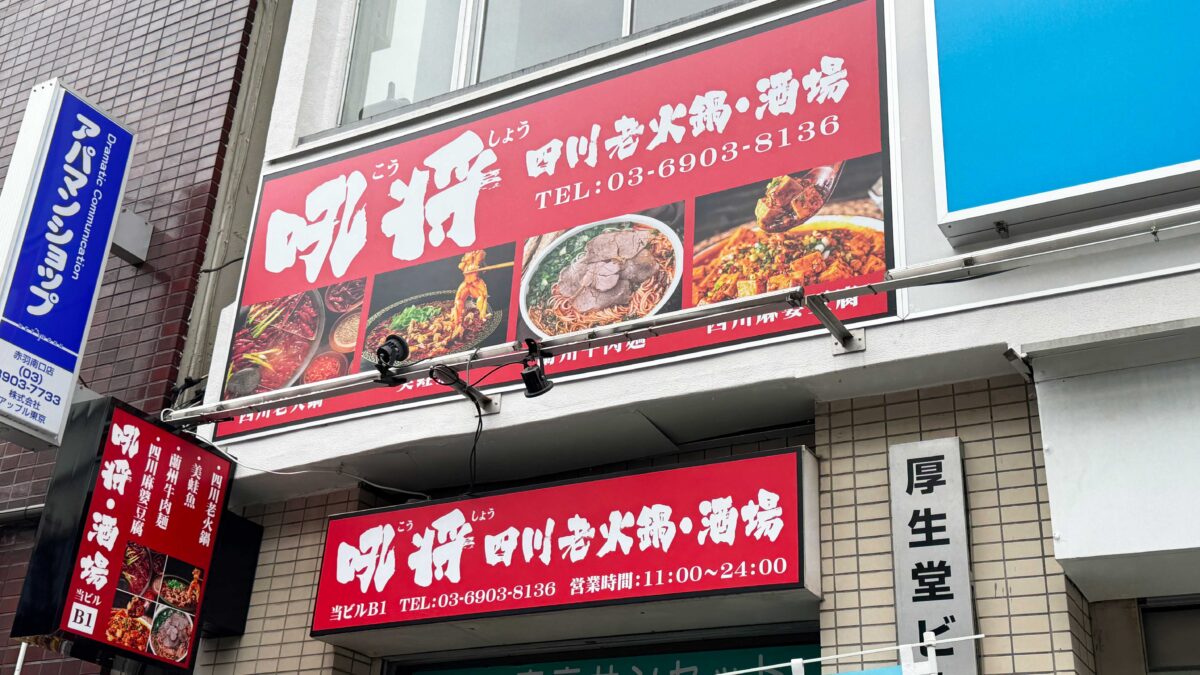 Dramatic Communication
アパマンショップ
赤羽南口店
(03)
3903-7733
株式会社
アップル東京
こう しょう
吼将 四川老火鍋・酒場
TEL:03-6903-8136
四川老火鍋
蘭州牛肉麺
四川麻婆豆腐
・四川老火鍋
・美蛙魚
・蘭州牛肉麺
・四川麻婆豆腐
吼将・酒場
当ビル
B1
こう しょう
吼将 四川老火鍋・酒場
当ビルB1 TEL:03-6903-8136 営業時間:11:00～24:00
厚生堂ビ